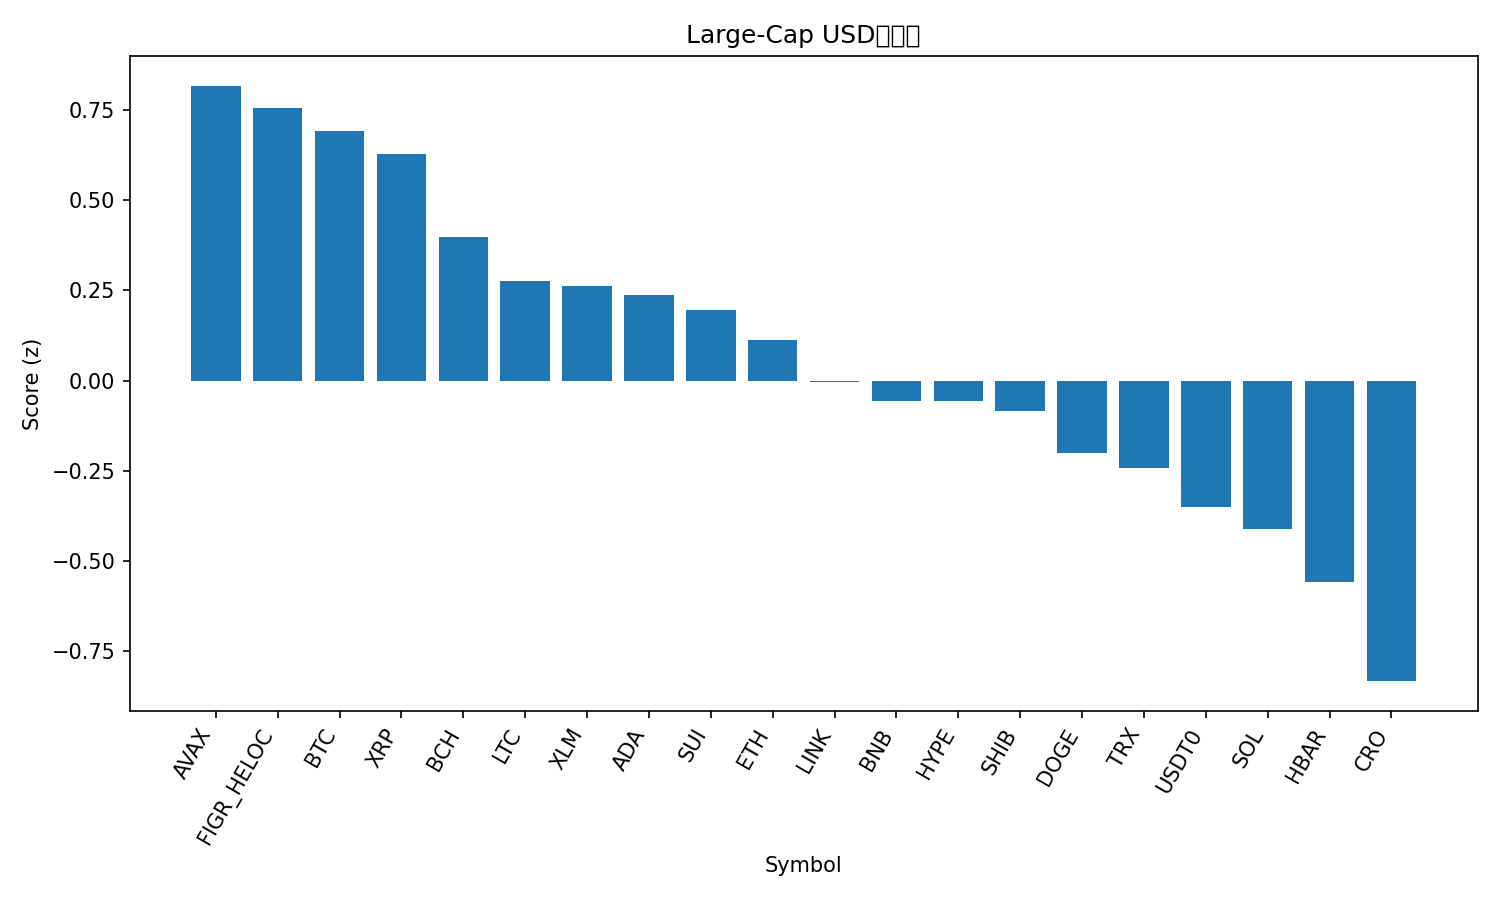 Large-Cap USD
Score (z)
0.75
0.50
0.25
0.00
−0.25
−0.50
−0.75
AVAX
FIGR_HELOC
BTC
XRP
BCH
LTC
XLM
ADA
SUI
ETH
LINK
BNB
HYPE
SHIB
DOGE
TRX
USDT0
SOL
HBAR
CRO
Symbol